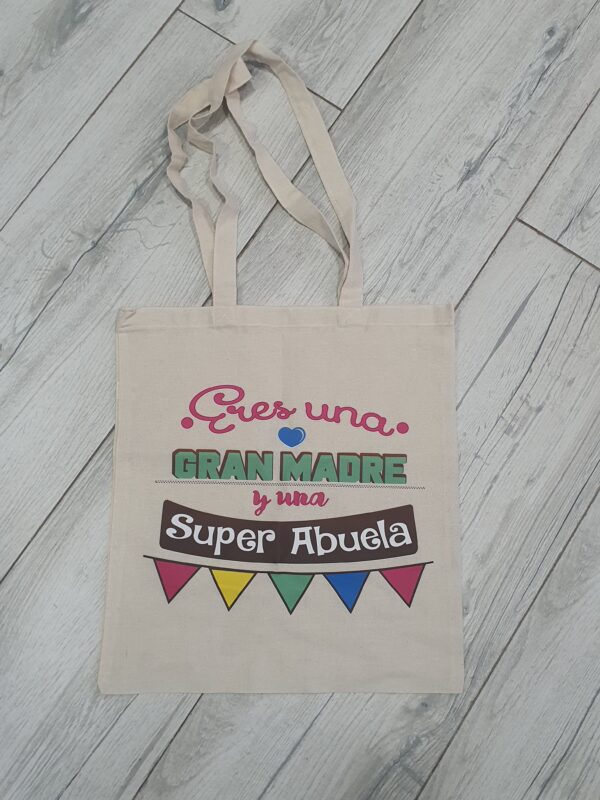 Eres una
GRAN MADRE
y una
Super Abuela